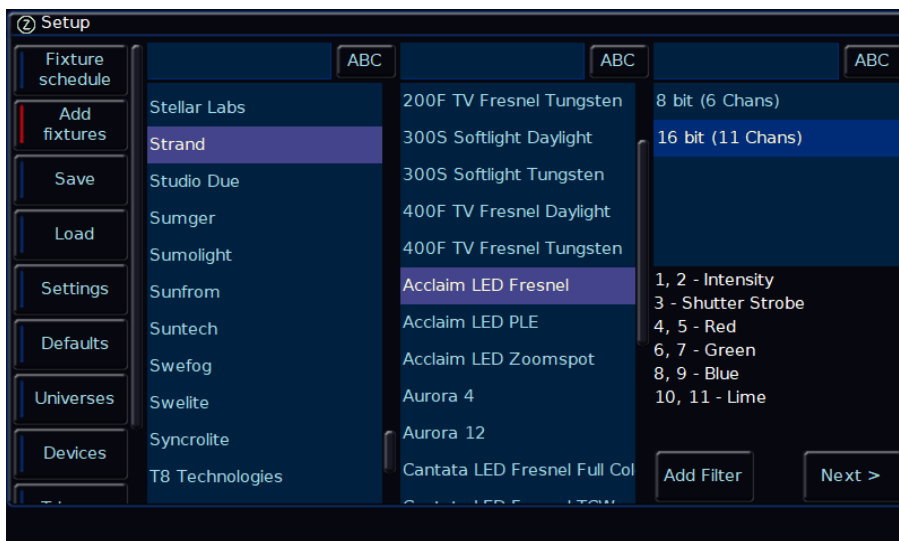 Z Setup
Fixture
schedule
Add
fixtures
Save
Load
Settings
Defaults
Universes
Devices
ABC
Stellar Labs
Strand
Studio Due
Sumger
Sumolight
Sunfrom
Suntech
Swefog
Swelite
Syncrolite
T8 Technologies
ABC
200F TV Fresnel Tungsten
300S Softlight Daylight
300S Softlight Tungsten
400F TV Fresnel Daylight
400F TV Fresnel Tungsten
Acclaim LED Fresnel
Acclaim LED PLE
Acclaim LED Zoomspot
Aurora 4
Aurora 12
Cantata LED Fresnel Full Col
ABC
8 bit (6 Chans)
16 bit (11 Chans)
1, 2 - Intensity
3 - Shutter Strobe
4, 5 - Red
6, 7 - Green
8, 9 - Blue
10, 11 - Lime
Add Filter
Next >